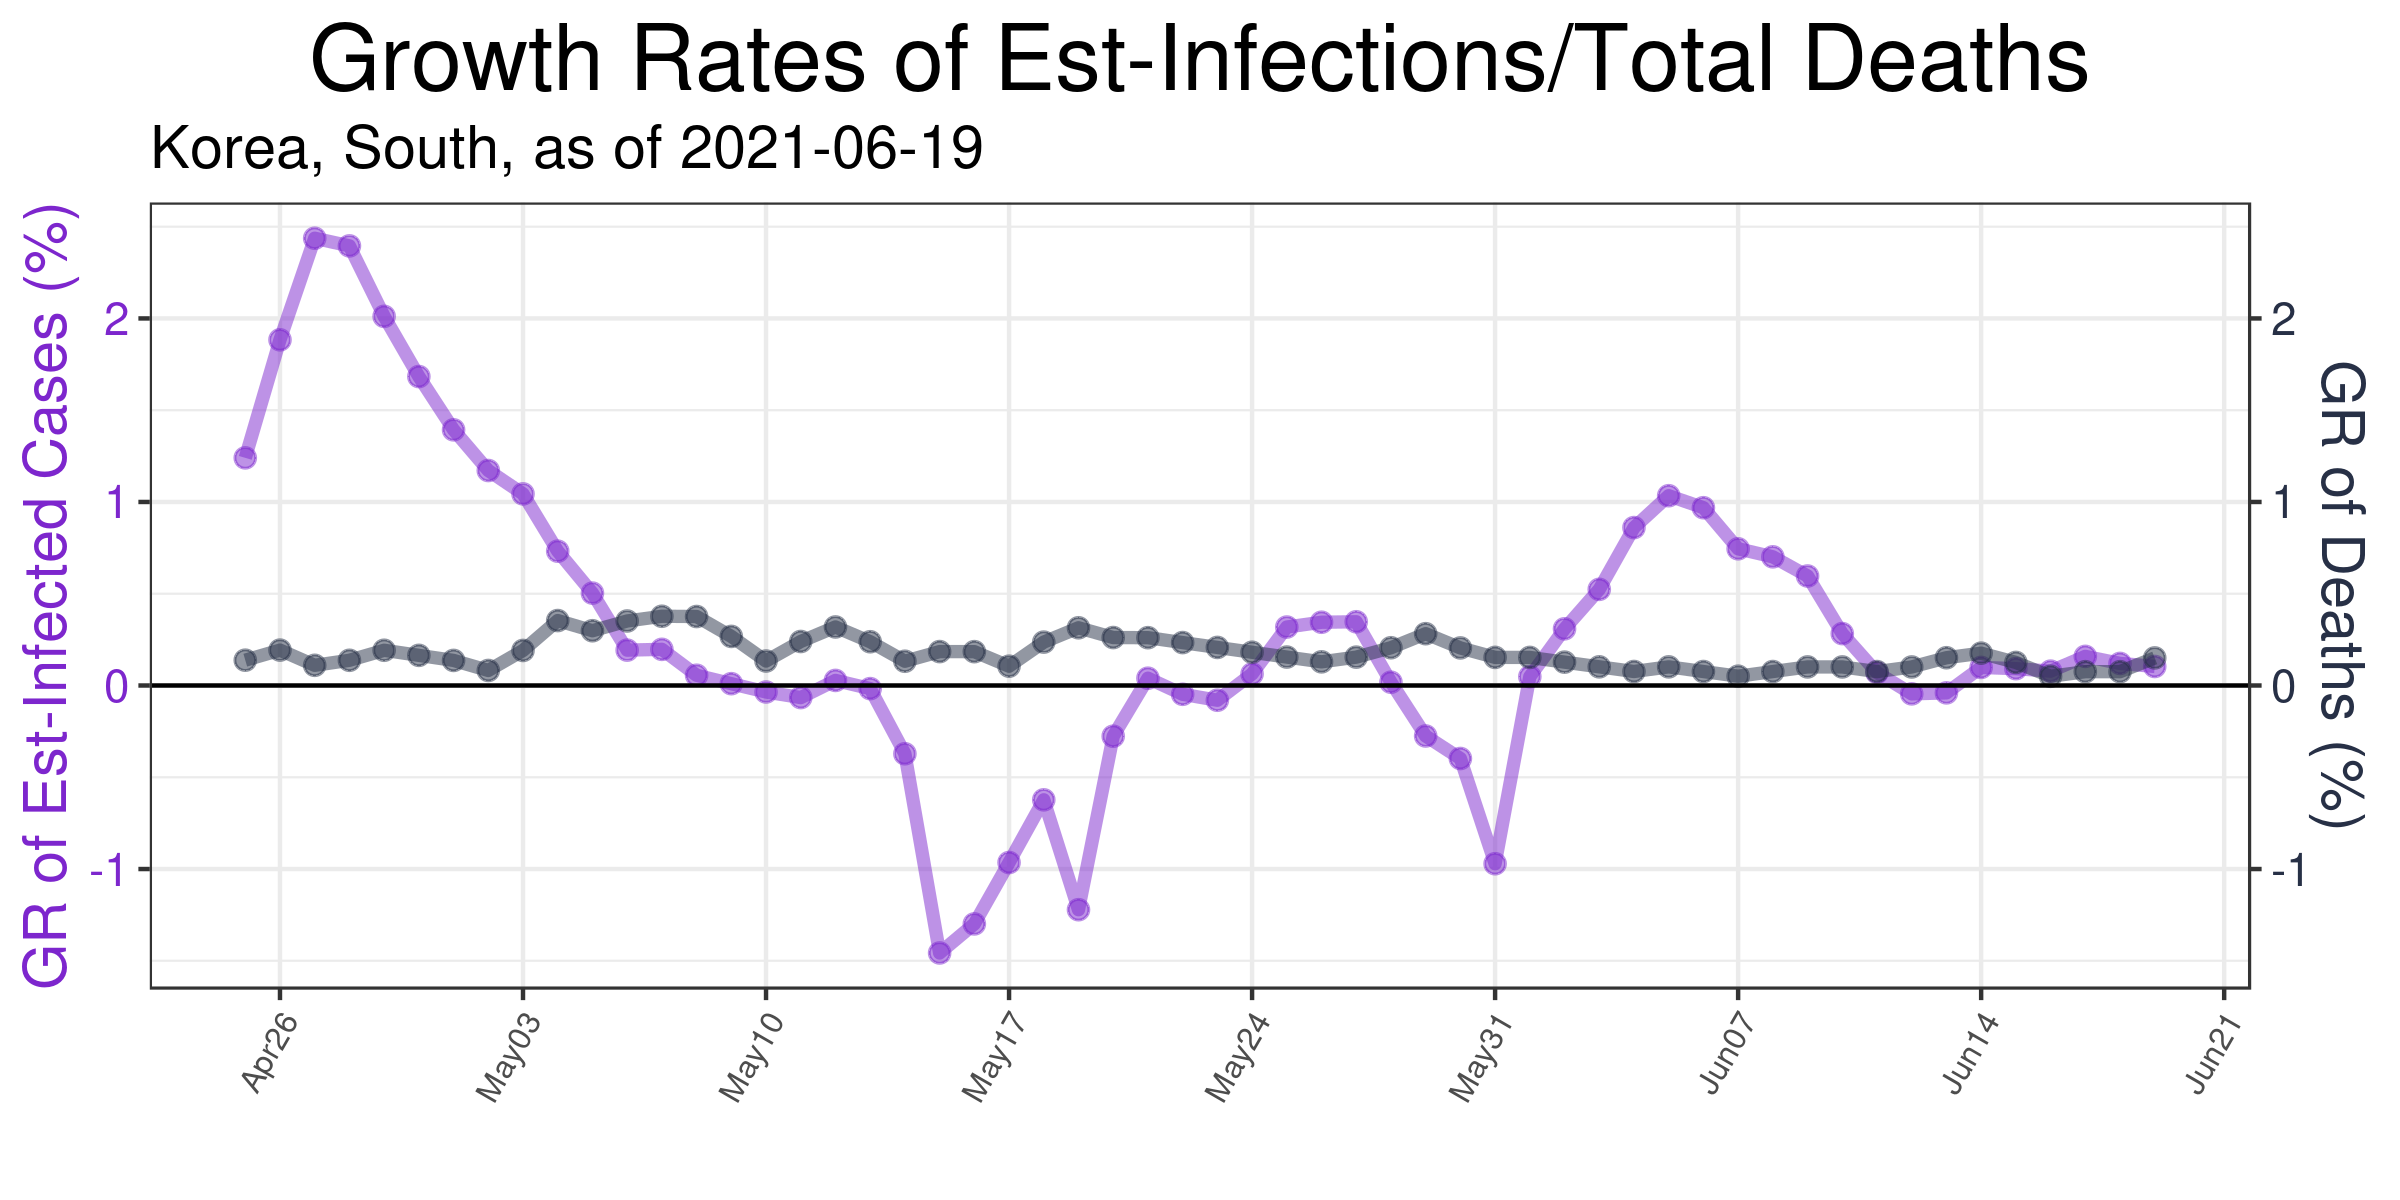 Growth Rates of Est-Infections/Total Deaths
Korea, South, as of 2021-06-19
GR of Est-Infected Cases (%)
2
1
0
-1
2
1
0
-1
GR of Deaths (%)
Apr26
May03
May10
May17
May24
May31
Jun07
Jun14
Jun21